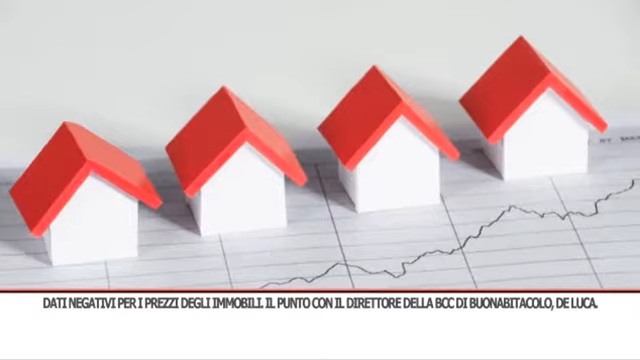 DATI NEGATIVI PER I PREZZI DEGLI IMMOBILI. IL PUNTO CON IL DIRETTORE DELLA BCC DI BUONABITACOLO, DE LUCA.